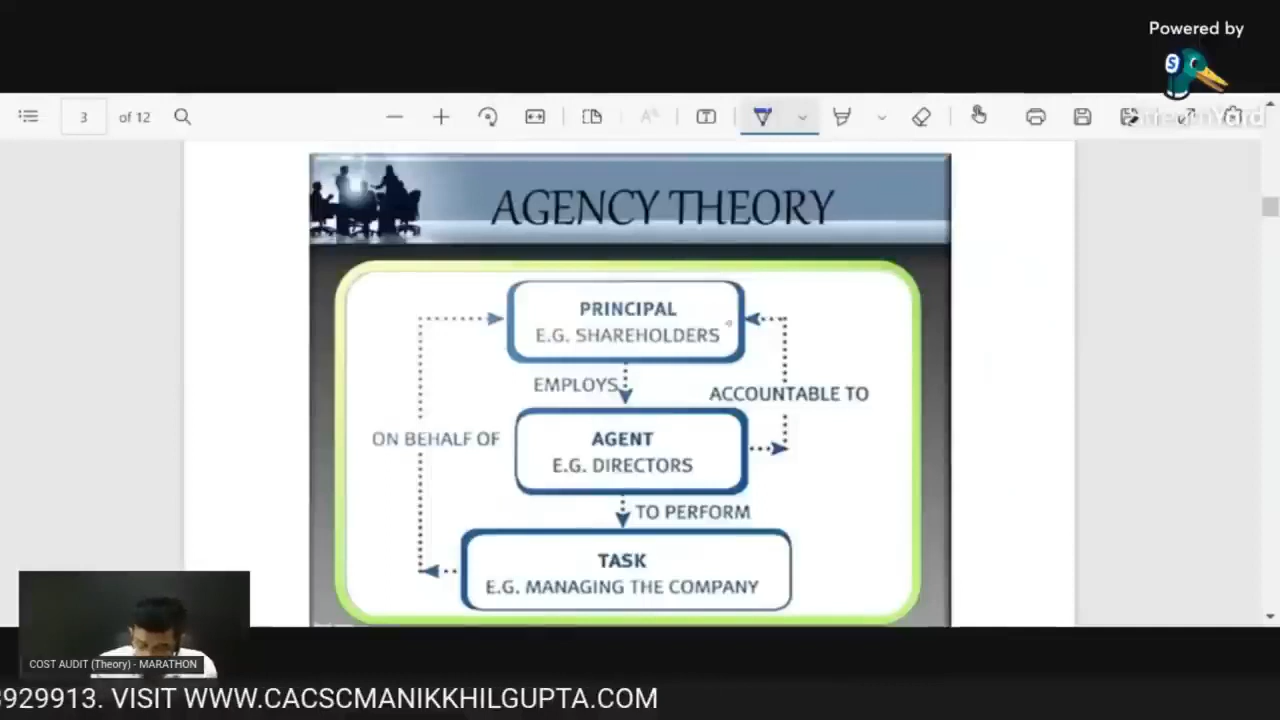 Powered by
S
StreamYard
3 of 12
AGENCY THEORY
PRINCIPAL
E.G. SHAREHOLDERS
EMPLOYS
ACCOUNTABLE TO
ON BEHALF OF
AGENT
E.G. DIRECTORS
TO PERFORM
TASK
E.G. MANAGING THE COMPANY
COST AUDIT (Theory) - MARATHON
929913. VISIT WWW.CACSCMANIKKHILGUPTA.COM